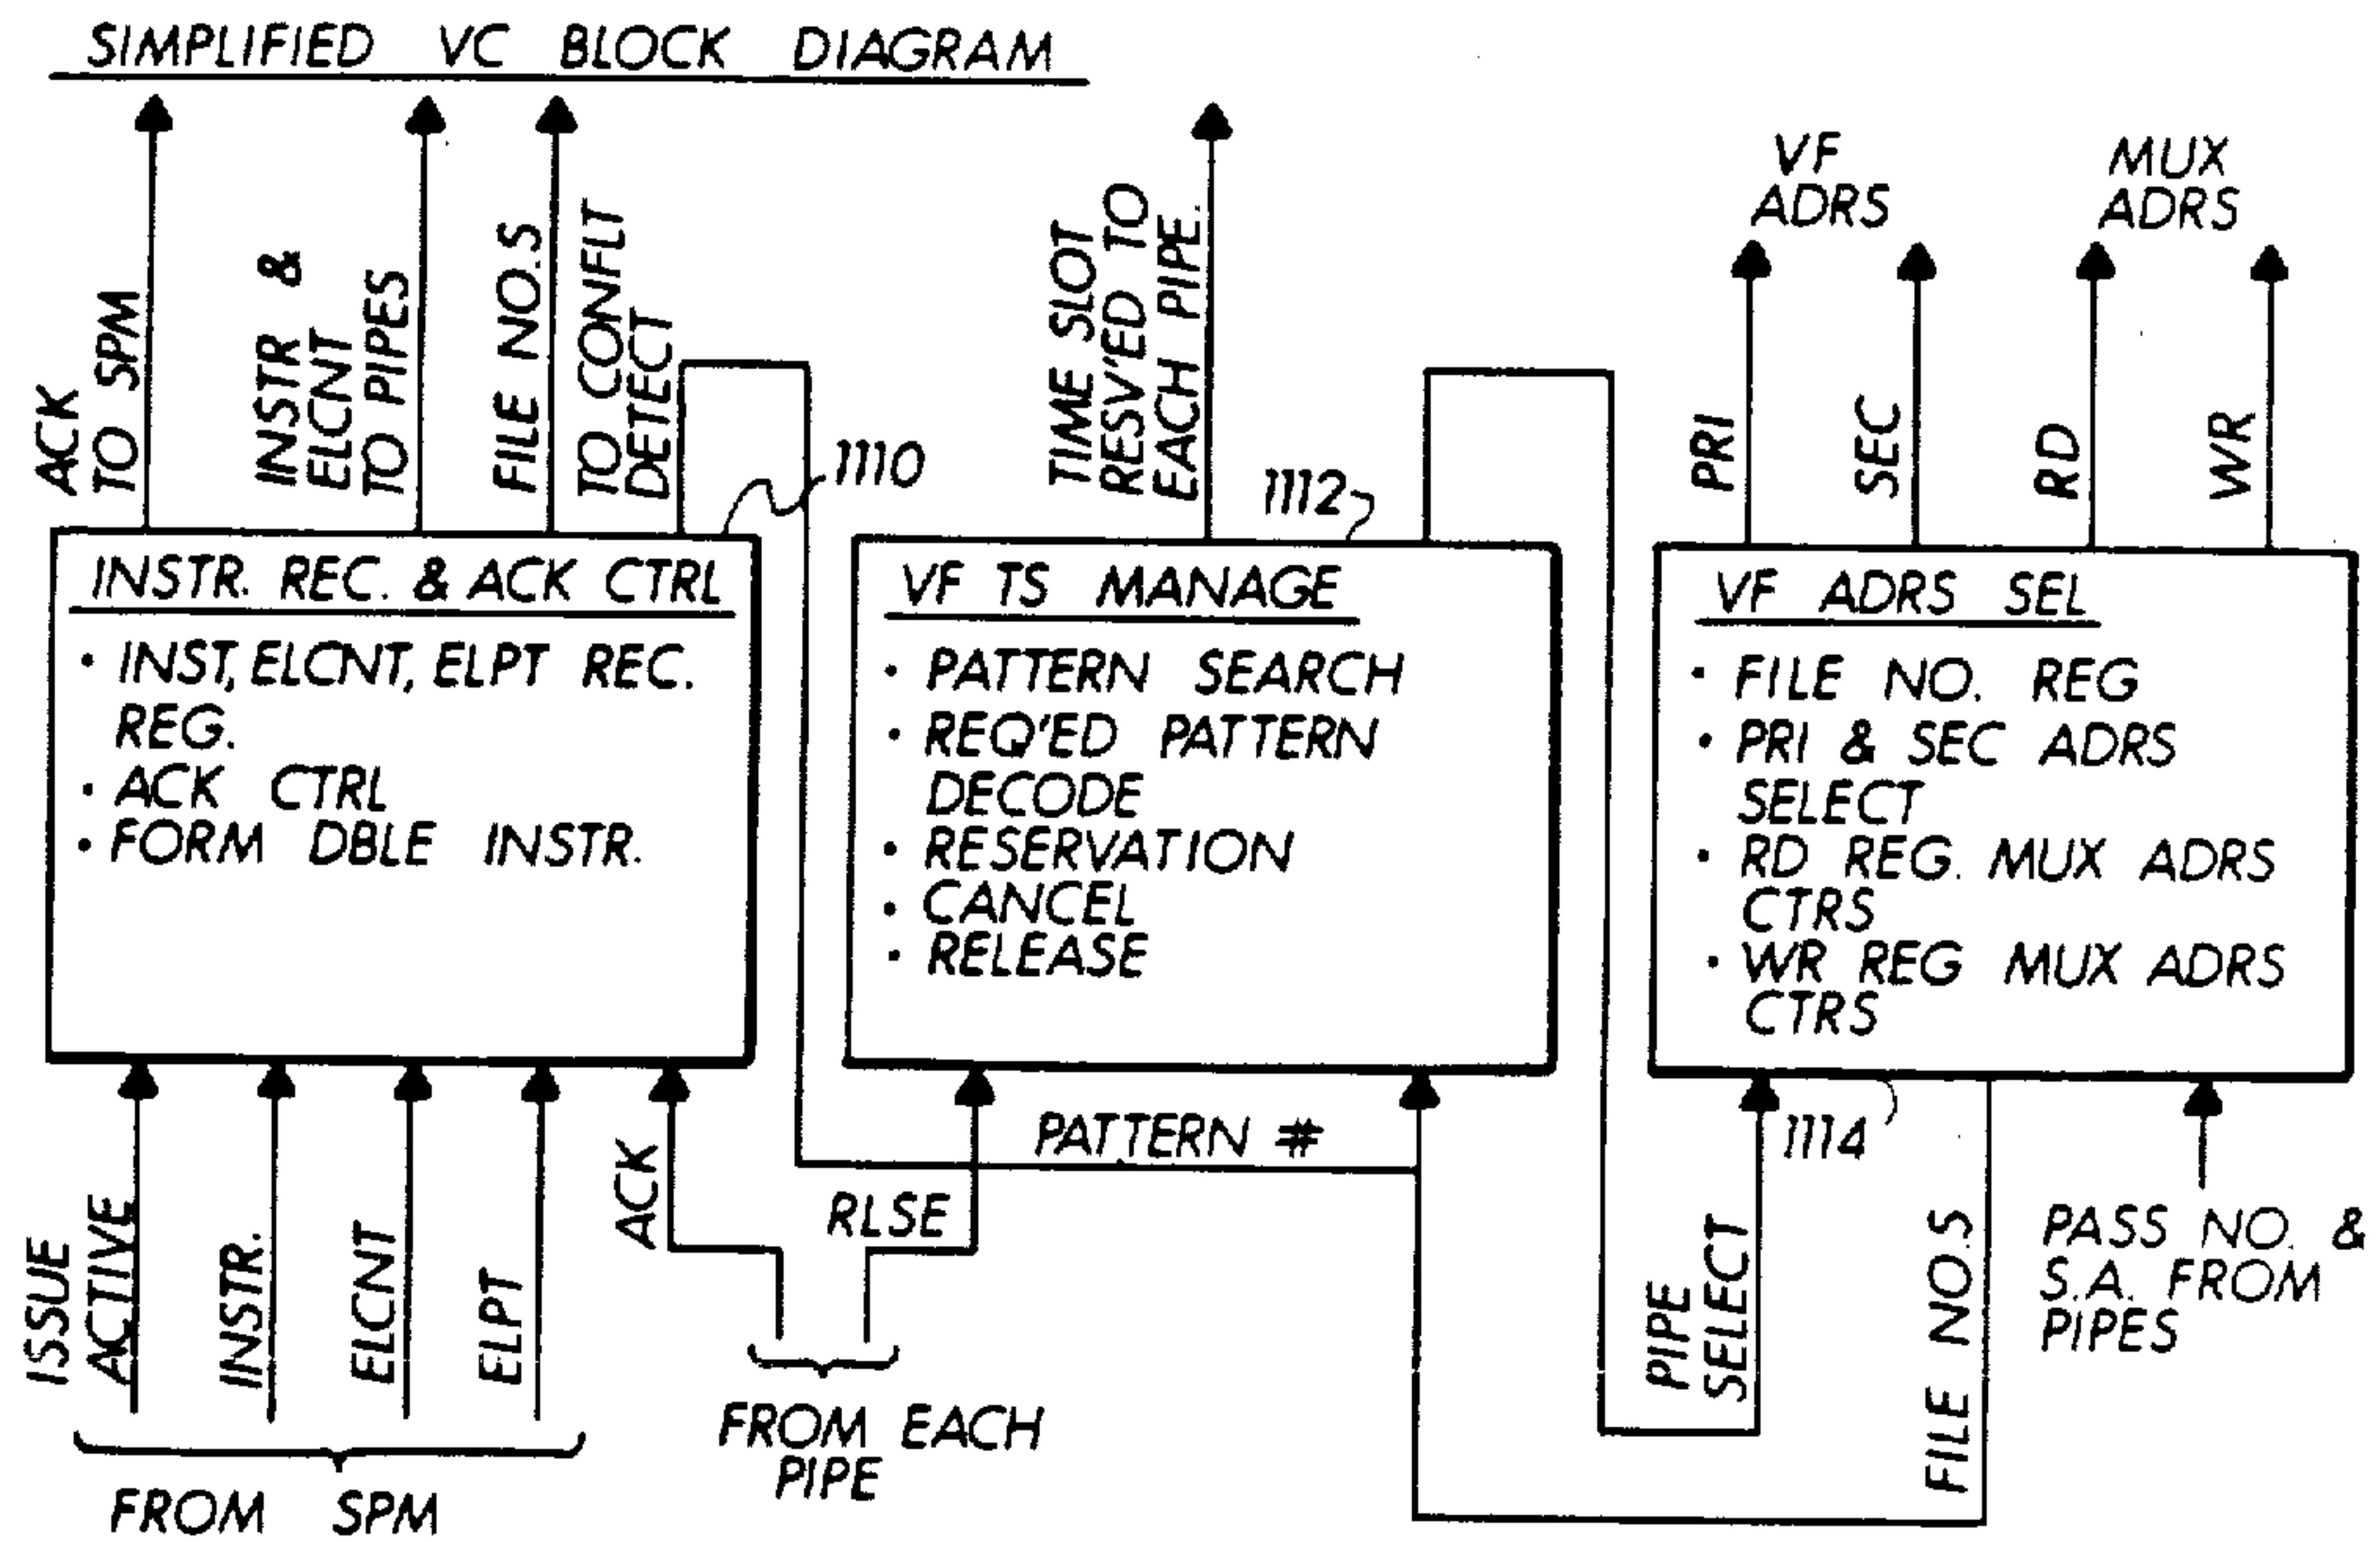 SIMPLIFIED VC BLOCK DIAGRAM
ACK
TO SPM
INSTR &
ELCNT
TO PIPES
FILE NO.S
TO CONFLT
DETECT
1110
TIME SLOT
RESV'ED TO
EACH PIPE.
1112
VF
ADRS
MUX
ADRS
PRI
SEC
RD
WR
INSTR. REC. & ACK CTRL
• INST, ELCNT, ELPT REC.
REG.
• ACK CTRL
• FORM DBLE INSTR.
VF TS MANAGE
• PATTERN SEARCH
• REQ'ED PATTERN
DECODE
• RESERVATION
• CANCEL
• RELEASE
VF ADRS SEL
• FILE NO. REG
• PRI & SEC ADRS
SELECT
• RD REG. MUX ADRS
CTRS
• WR REG MUX ADRS
CTRS
ISSUE
ACTIVE
INSTR.
ELCNT
ELPT
FROM SPM
ACK
RLSE
FROM EACH
PIPE
PATTERN #
PIPE
SELECT
1114
FILE NO.S
PASS NO. &
S.A. FROM
PIPES